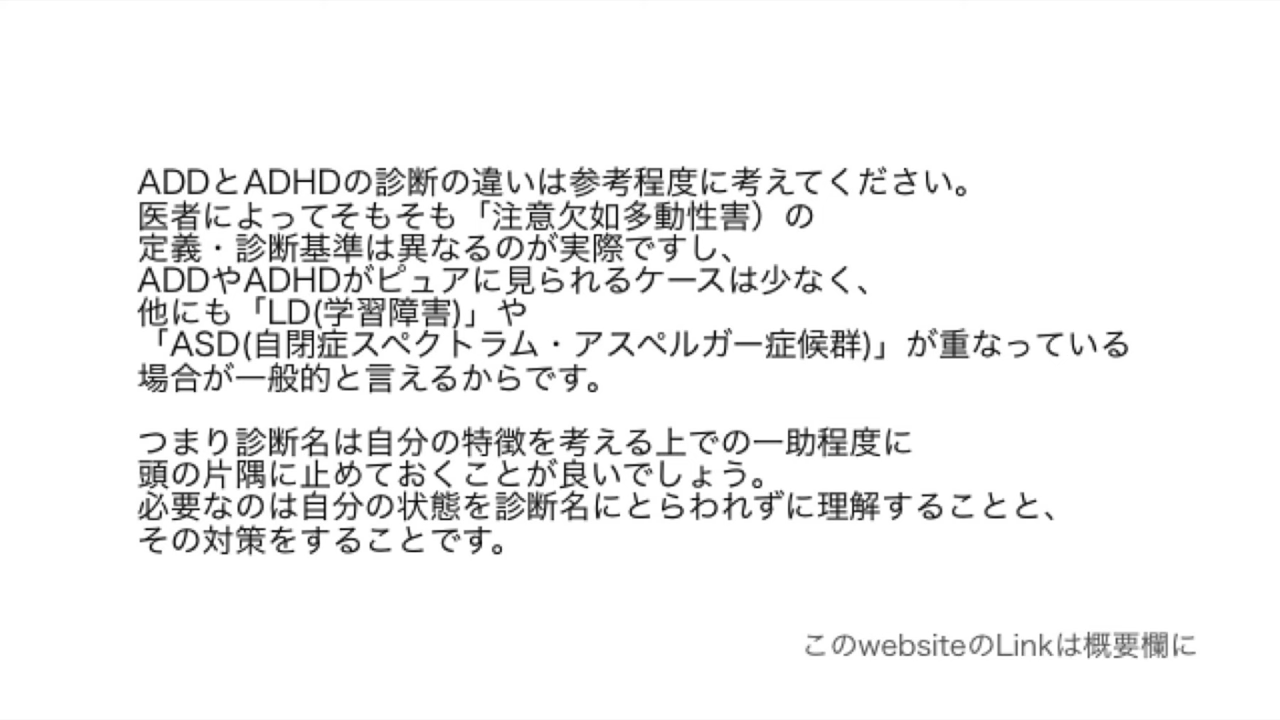 ADDとADHDの診断の違いは参考程度に考えてください。
医者によってそもそも「注意欠如多動性害）の
定義・診断基準は異なるのが実際ですし、
ADDやADHDがピュアに見られるケースは少なく、
他にも「LD(学習障害)」や
「ASD(自閉症スペクトラム・アスペルガー症候群)」が重なっている
場合が一般的と言えるからです。
つまり診断名は自分の特徴を考える上での一助程度に
頭の片隅に止めておくことが良いでしょう。
必要なのは自分の状態を診断名にとらわれずに理解することと、
その対策をすることです。
このwebsiteのLinkは概要欄に